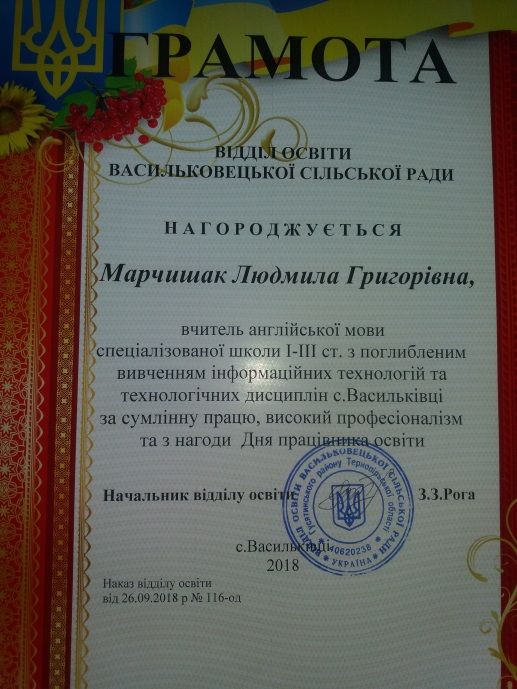 ГРАМОТА
ВІДДІЛ ОСВІТИ
ВАСИЛЬКОВЕЦЬКОЇ СІЛЬСЬКОЇ РАДИ
НАГОРОДЖУЄТЬСЯ
Марчишак Людмила Григорівна,
вчитель англійської мови
спеціалізованої школи І-ІІІ ст. з поглибленим
вивченням інформаційних технологій та
технологічних дисциплін с.Васильківці
за сумлінну працю, високий професіоналізм
та з нагоди Дня працівника освіти
Начальник відділу освіти З.З.Рога
ВІДДІЛ ОСВІТИ ВАСИЛЬКОВЕЦЬКОЇ СІЛЬСЬКОЇ РАДИ
Гусятинського району Тернопільської області
40620238
УКРАЇНА
с.Васильківці
2018
Наказ відділу освіти
від 26.09.2018 р № 116-од